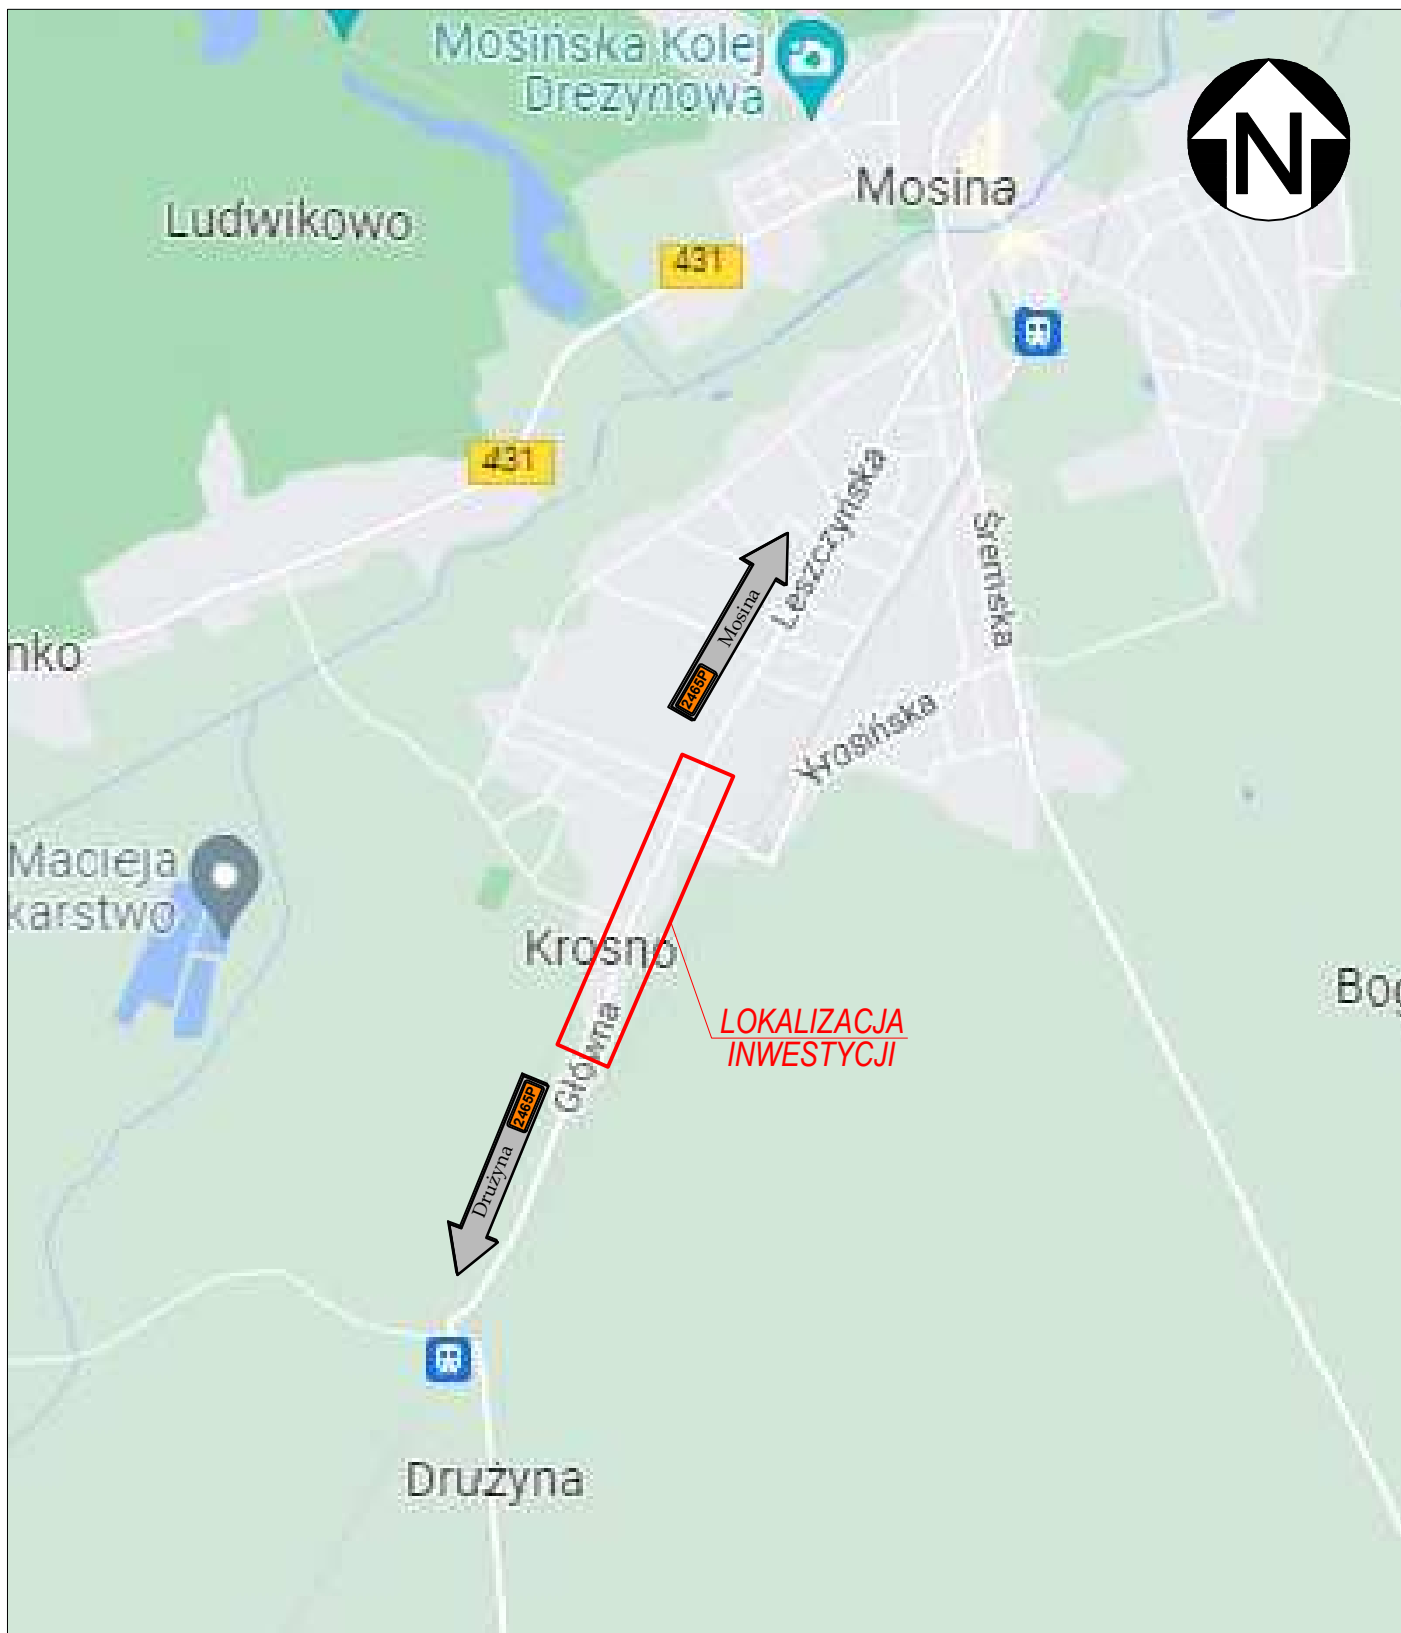 Mosińska Kolej
Drezynowa
N
Mosina
Ludwikowo
431
431
Leszczyńska
Śremska
Mosina
2465P
nko
Krosińska
Macieja
karstwo
Krosno
LOKALIZACJA
INWESTYCJI
Bog
Główna
2465P
Drużyna
Drużyna